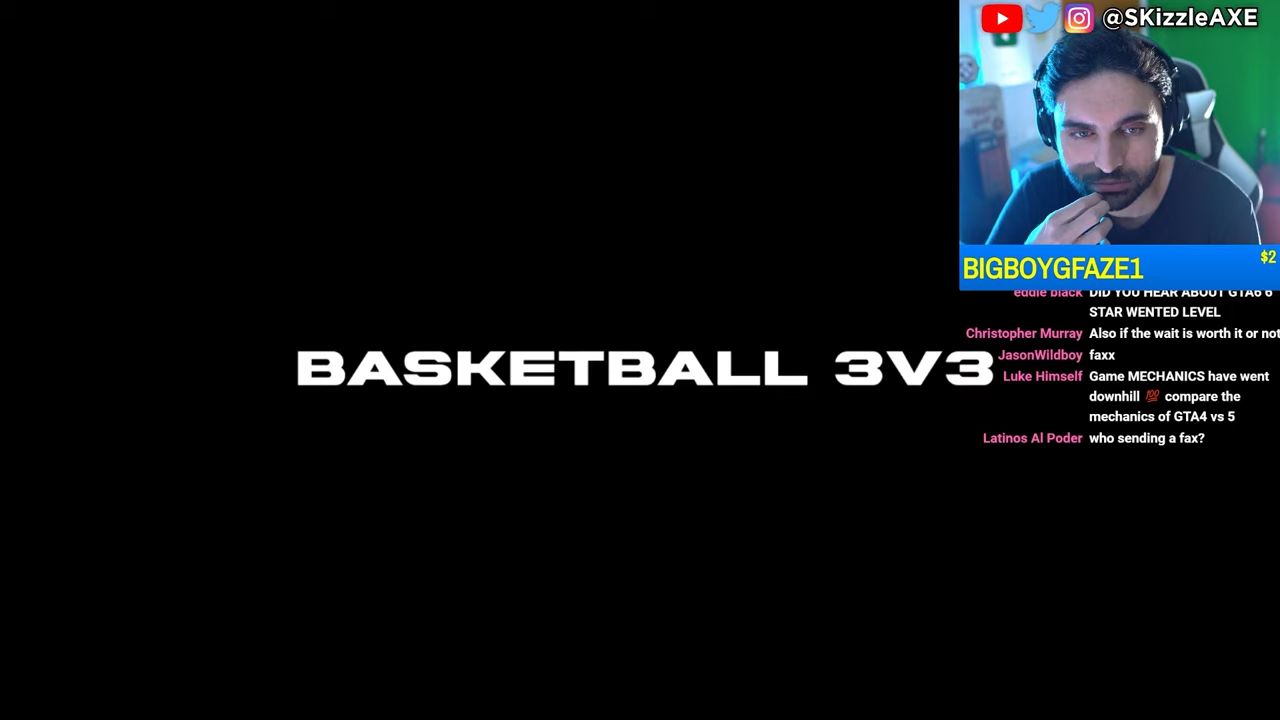 @SKizzleAXE
BIGBOYGFAZE1
$2
eddie black DID YOU HEAR ABOUT GTA6 6
STAR WENTED LEVEL
Christopher Murray Also if the wait is worth it or not
JasonWildboy faxx
Luke Himself Game MECHANICS have went
downhill 💯 compare the
mechanics of GTA4 vs 5
Latinos Al Poder who sending a fax?
BASKETBALL 3V3